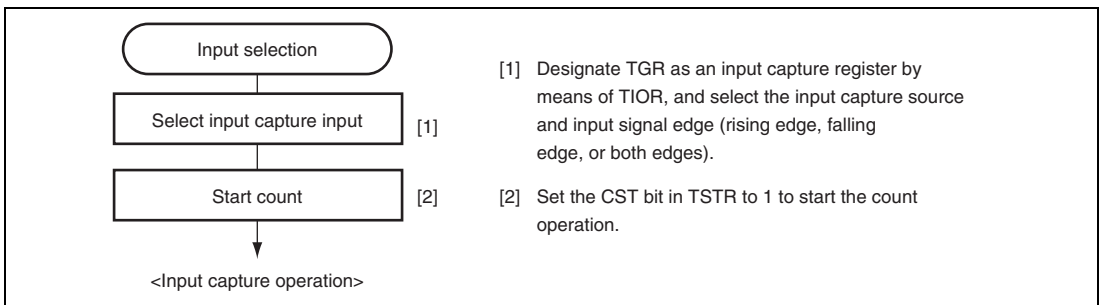 Input selection
Select input capture input
[1]
Start count
[2]
<Input capture operation>
[1] Designate TGR as an input capture register by
means of TIOR, and select the input capture source
and input signal edge (rising edge, falling
edge, or both edges).
[2] Set the CST bit in TSTR to 1 to start the count
operation.